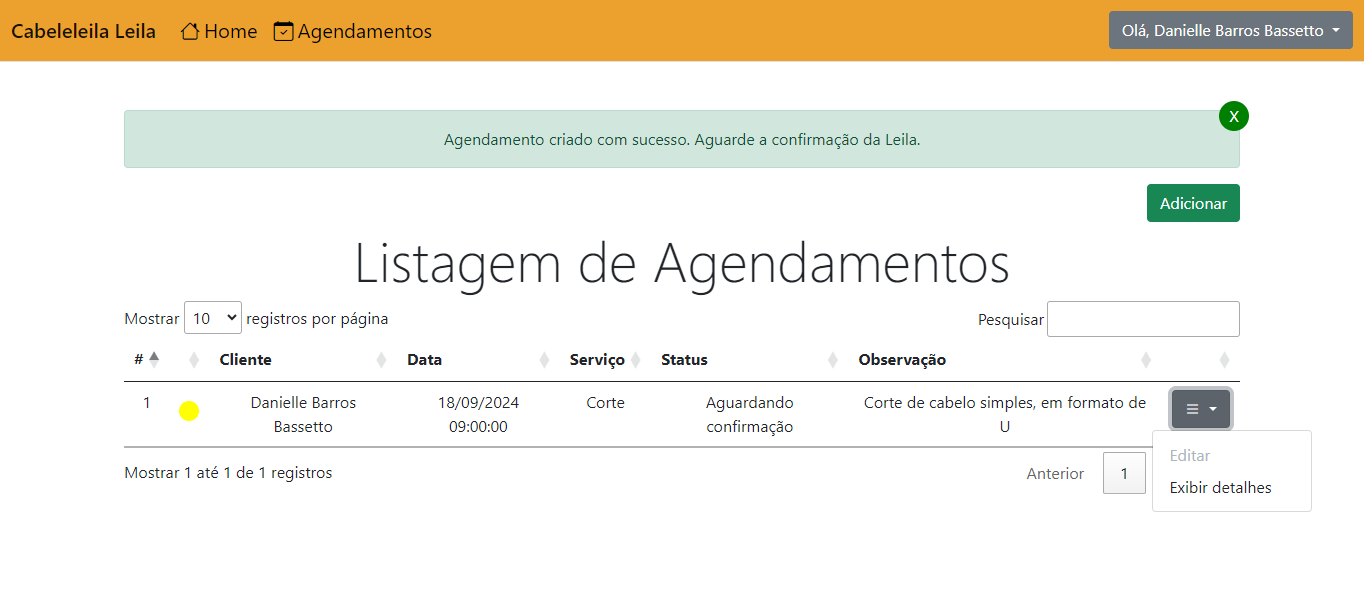 Cabeleleila Leila Home Agendamentos Olá, Danielle Barros Bassetto
X
Agendamento criado com sucesso. Aguarde a confirmação da Leila.
Adicionar
Listagem de Agendamentos
Mostrar 10 registros por página Pesquisar
# Cliente Data Serviço Status Observação
1 Danielle Barros 18/09/2024 Corte Aguardando Corte de cabelo simples, em formato de
Bassetto 09:00:00 confirmação U
Editar
Mostrar 1 até 1 de 1 registros Anterior 1
Exibir detalhes